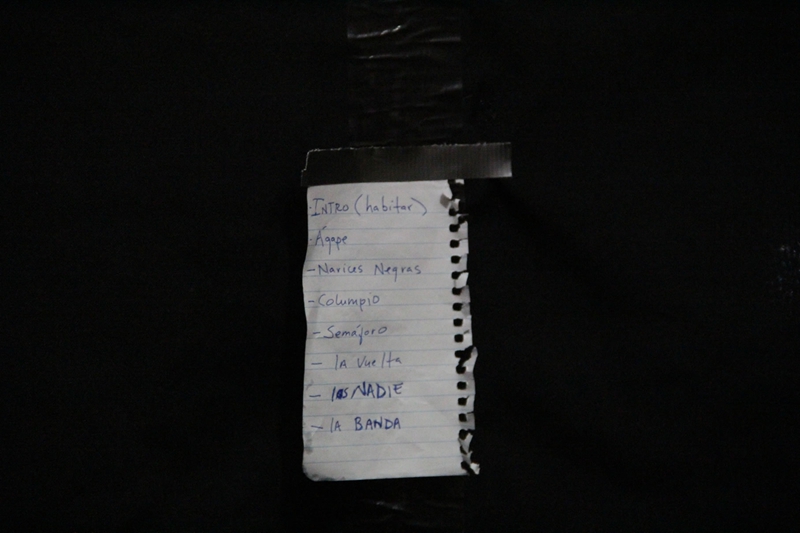 ·INTRO (habitar)
·Ágape
-Narices Negras
-Columpio
-Semáforo
- lA Vuelta
- los NADIE
- la BANDA